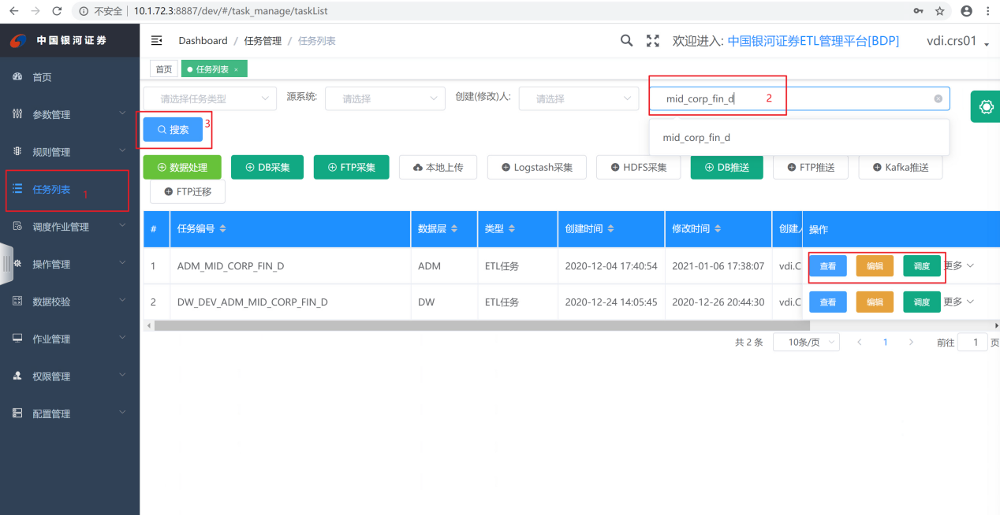 不安全 10.1.72.3:8887/dev/#/task_manage/taskList
中国银河证券
Dashboard / 任务管理 / 任务列表
欢迎进入: 中国银河证券ETL管理平台[BDP]
vdi.crs01
首页
任务列表 ×
首页
参数管理
规则管理
任务列表 1
调度作业管理
操作管理
数据校验
作业管理
权限管理
配置管理
请选择任务类型
源系统: 请选择
创建(修改)人: 请选择
mid_corp_fin_d 2
mid_corp_fin_d
搜索 3
数据处理 DB采集 FTP采集 本地上传 Logstash采集 HDFS采集 DB推送 FTP推送 Kafka推送
FTP迁移
# 任务编号 数据层 类型 创建时间 修改时间 创建人 操作
1 ADM_MID_CORP_FIN_D ADM ETL任务 2020-12-04 17:40:54 2021-01-06 17:38:07 vdi.C 查看 编辑 调度 更多
2 DW_DEV_ADM_MID_CORP_FIN_D DW ETL任务 2020-12-24 14:05:45 2020-12-26 20:44:30 vdi.C 查看 编辑 调度 更多
共 2 条 10条/页 1 前往 1 页